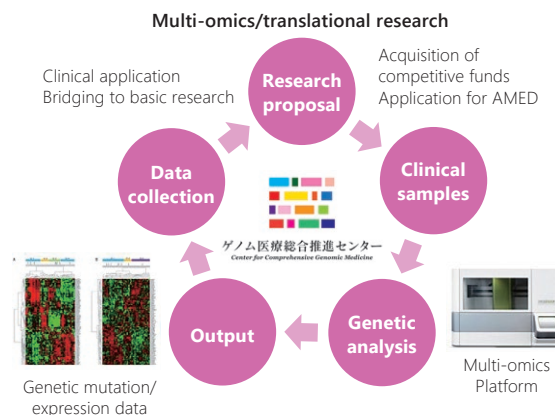 Multi-omics/translational research
Clinical application
Bridging to basic research
Research
proposal
Acquisition of
competitive funds
Application for AMED
Data
collection
Clinical
samples
ゲノム医療総合推進センター
Center for Comprehensive Genomic Medicine
Output
Genetic
analysis
Genetic mutation/
expression data
Multi-omics
Platform